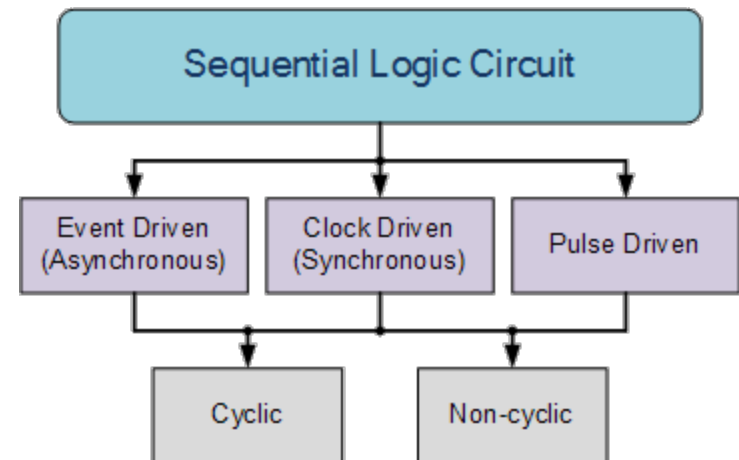 Sequential Logic Circuit
Event Driven
(Asynchronous)
Clock Driven
(Synchronous)
Pulse Driven
Cyclic
Non-cyclic